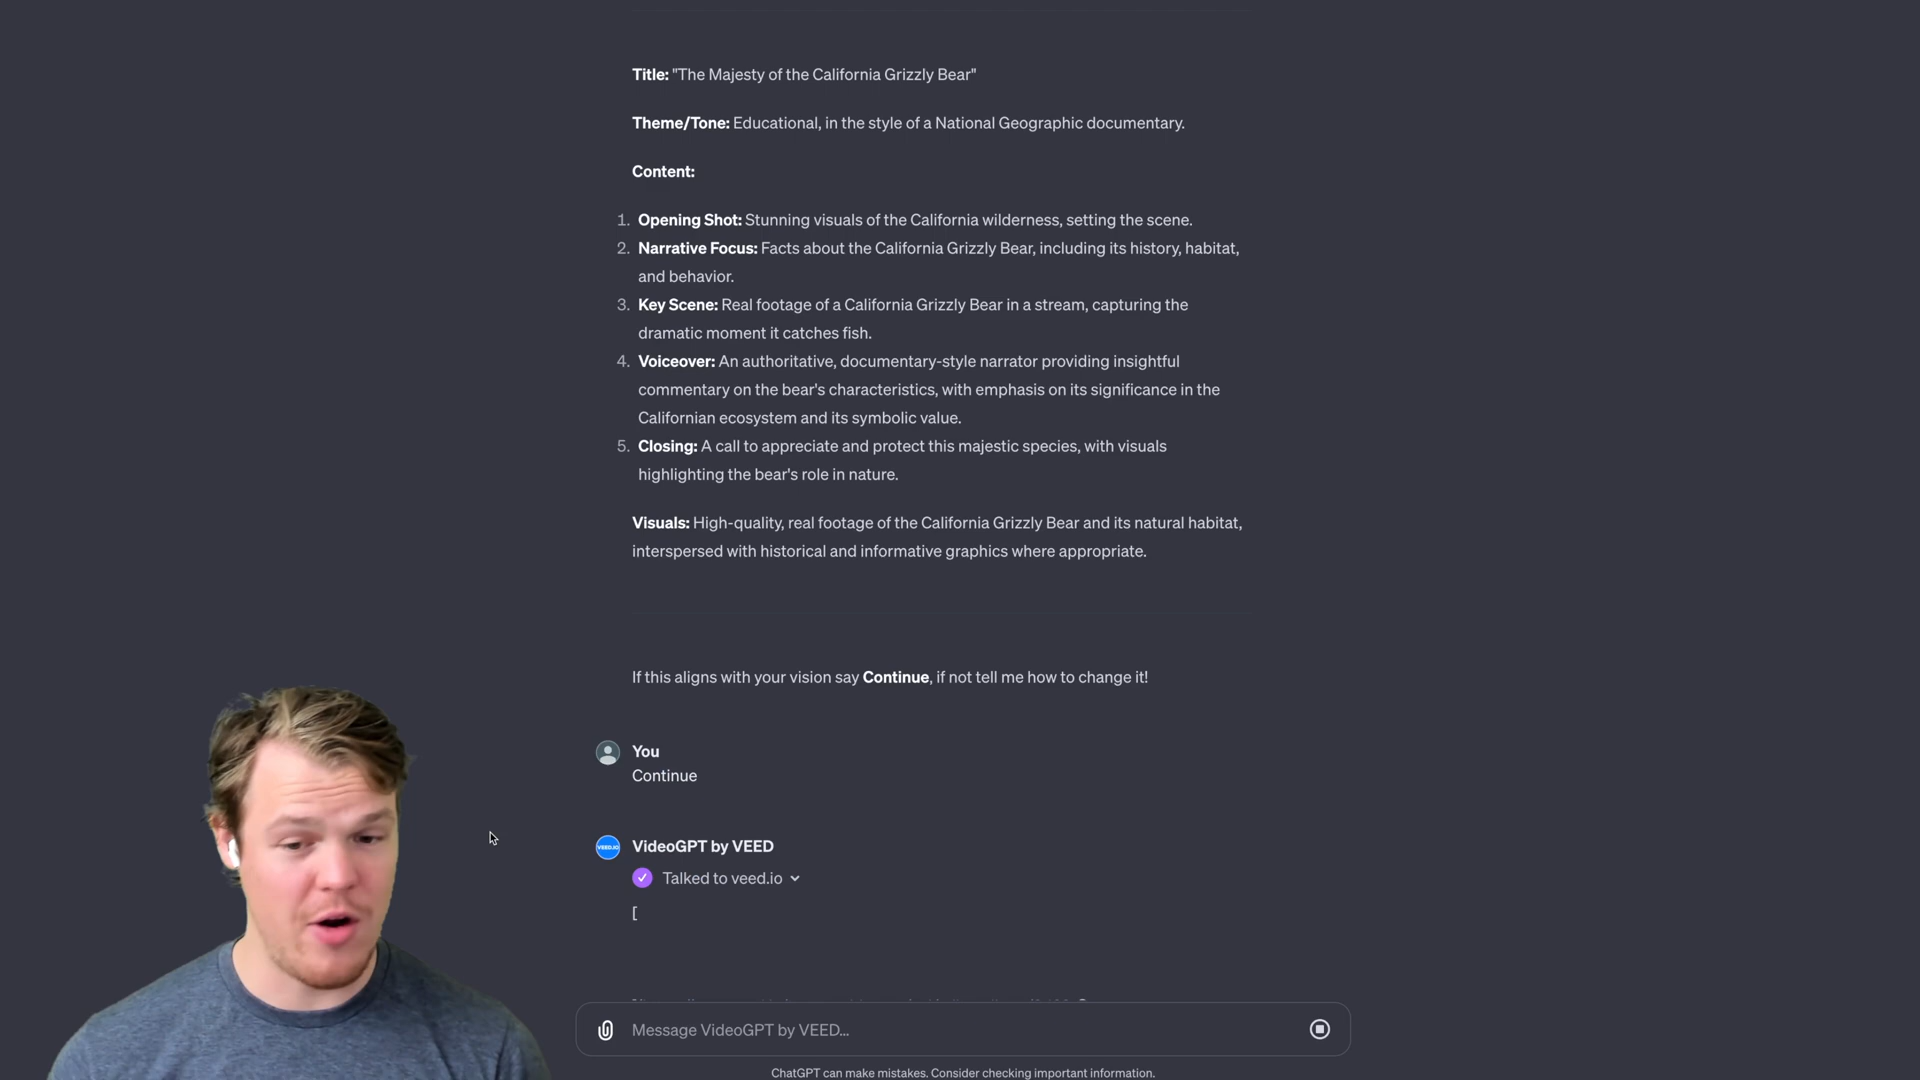 Title: "The Majesty of the California Grizzly Bear"
Theme/Tone: Educational, in the style of a National Geographic documentary.
Content:
1. Opening Shot: Stunning visuals of the California wilderness, setting the scene.
2. Narrative Focus: Facts about the California Grizzly Bear, including its history, habitat,
and behavior.
3. Key Scene: Real footage of a California Grizzly Bear in a stream, capturing the
dramatic moment it catches fish.
4. Voiceover: An authoritative, documentary-style narrator providing insightful
commentary on the bear's characteristics, with emphasis on its significance in the
Californian ecosystem and its symbolic value.
5. Closing: A call to appreciate and protect this majestic species, with visuals
highlighting the bear's role in nature.
Visuals: High-quality, real footage of the California Grizzly Bear and its natural habitat,
interspersed with historical and informative graphics where appropriate.
If this aligns with your vision say Continue, if not tell me how to change it!
You
Continue
VEED.IO
VideoGPT by VEED
Talked to veed.io
[
Message VideoGPT by VEED...
ChatGPT can make mistakes. Consider checking important information.